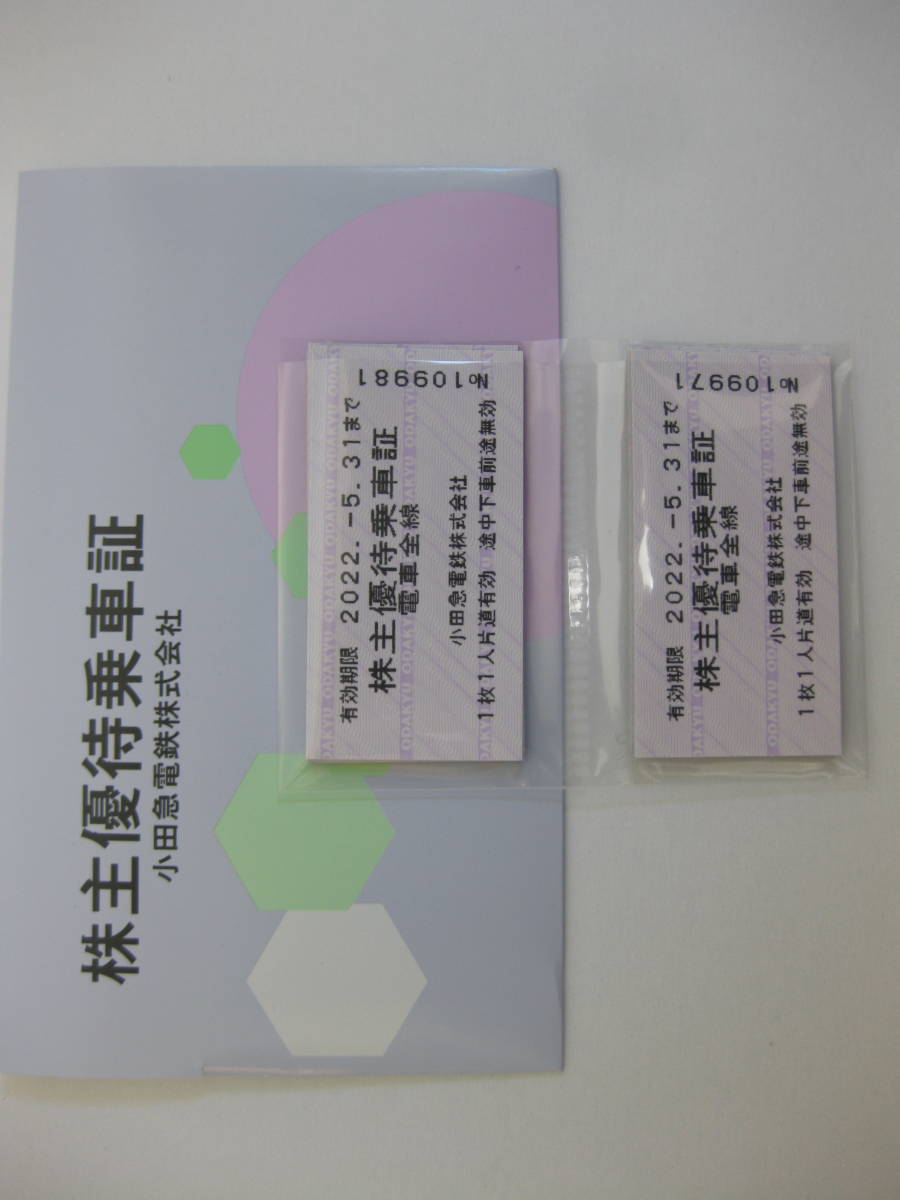 株主優待乗車証
小田急電鉄株式会社
№109981
有効期限 2022.-5.31まで
株主優待乗車証
電車全線
小田急電鉄株式会社
1枚1人片道有効 途中下車前途無効
№109971
有効期限 2022.-5.31まで
株主優待乗車証
電車全線
小田急電鉄株式会社
1枚1人片道有効 途中下車前途無効